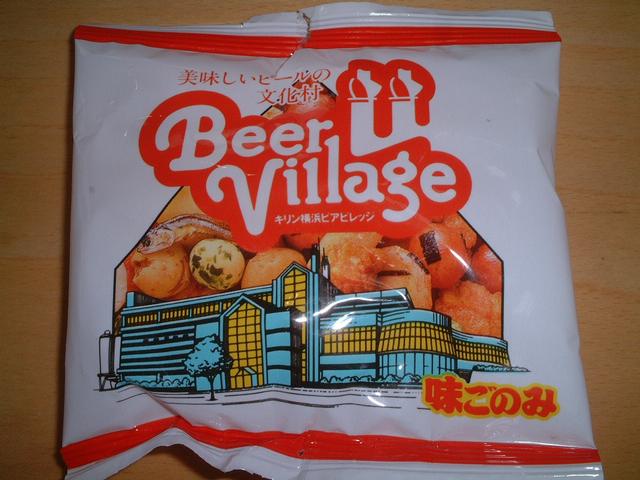 美味しいビールの
文化村
Beer
Village
キリン横浜ビアビレッジ
味ごのみ